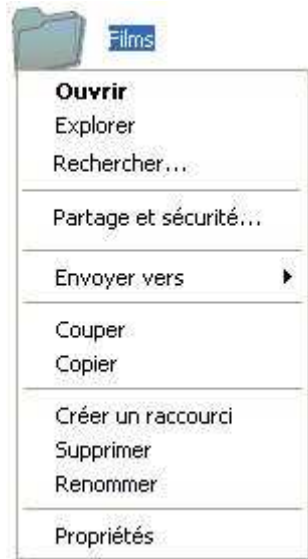 Films
Ouvrir
Explorer
Rechercher...
Partage et sécurité...
Envoyer vers
Couper
Copier
Créer un raccourci
Supprimer
Renommer
Propriétés